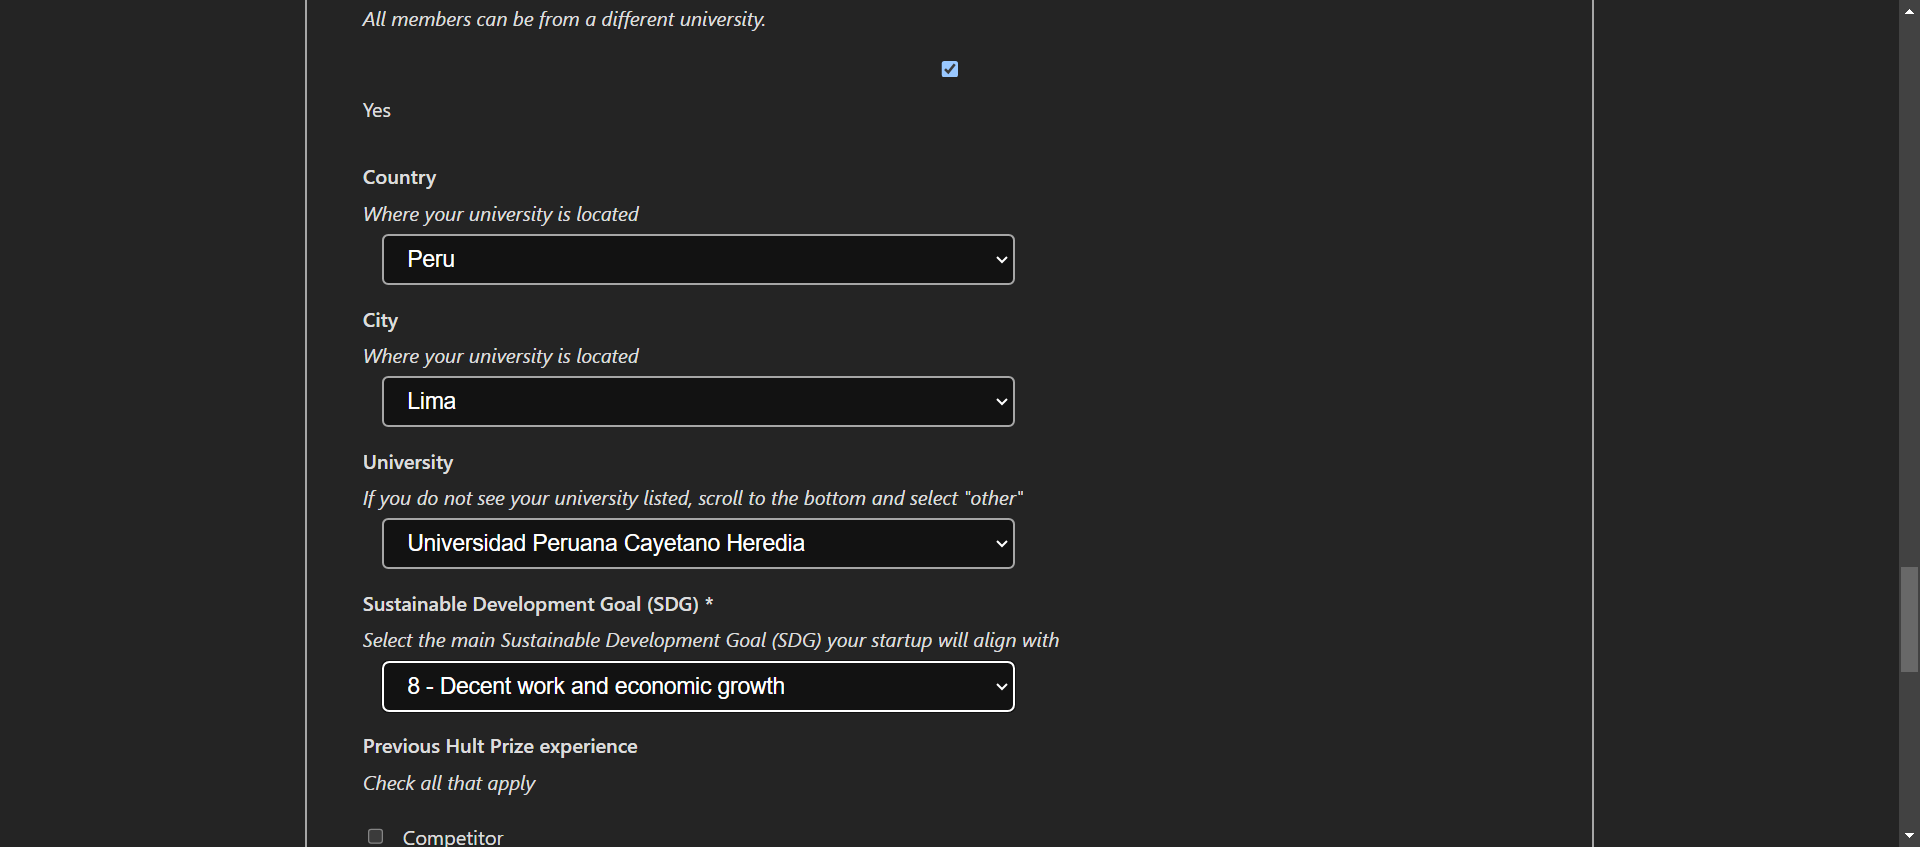 All members can be from a different university.
Yes
Country
Where your university is located
Peru
City
Where your university is located
Lima
University
If you do not see your university listed, scroll to the bottom and select "other"
Universidad Peruana Cayetano Heredia
Sustainable Development Goal (SDG) *
Select the main Sustainable Development Goal (SDG) your startup will align with
8 - Decent work and economic growth
Previous Hult Prize experience
Check all that apply
Competitor